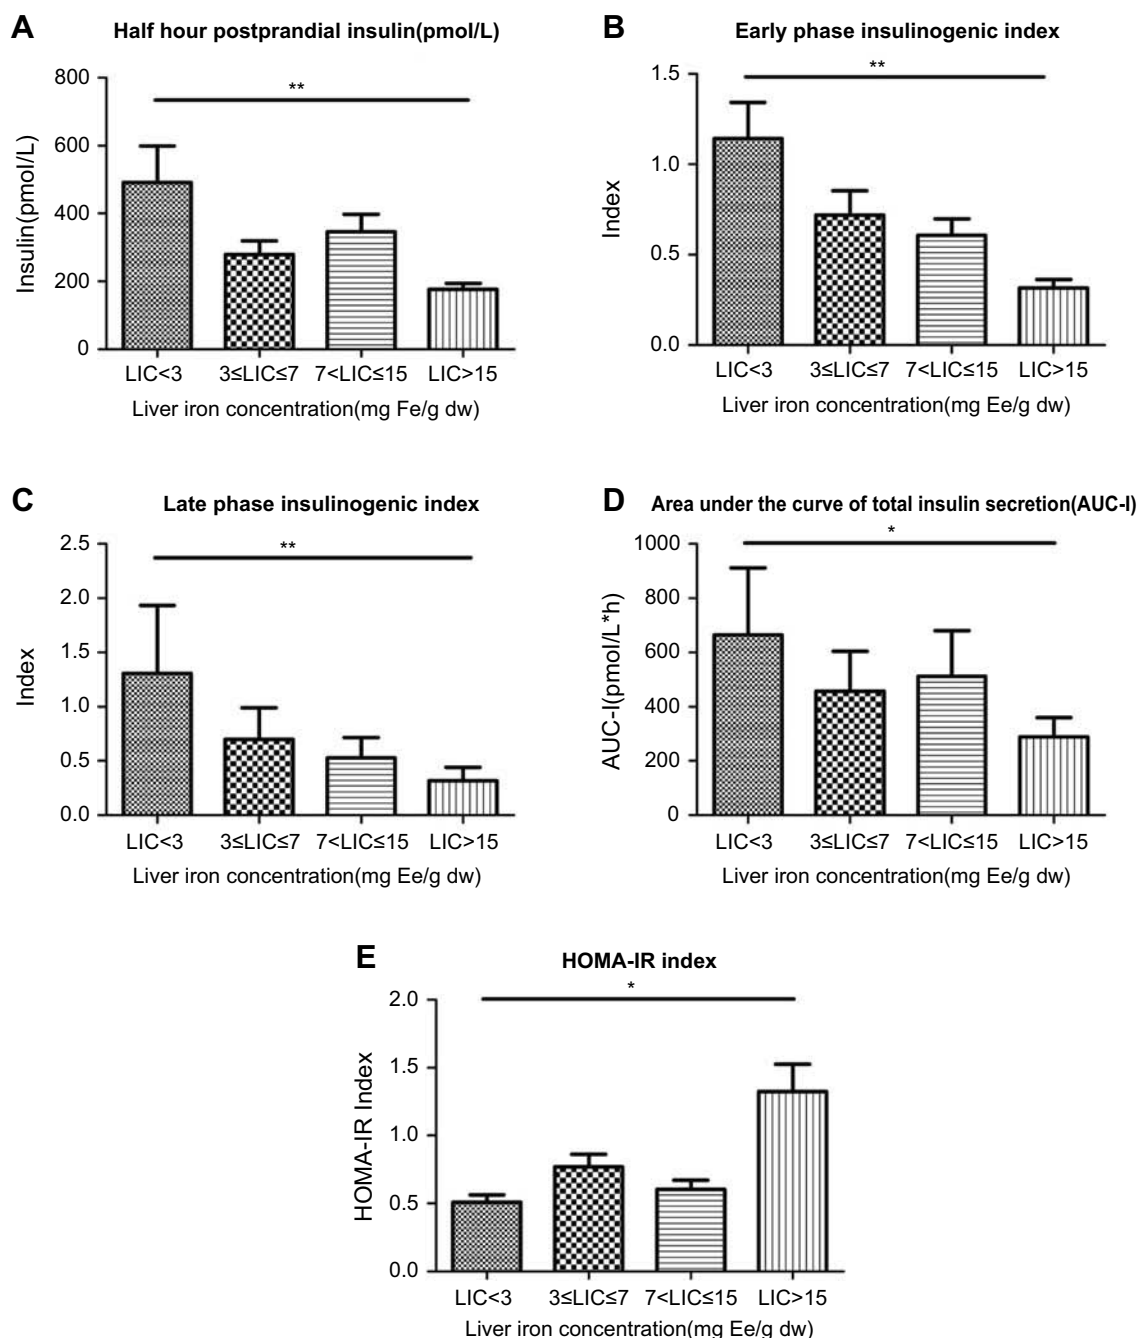 A
Half hour postprandial insulin(pmol/L)
**
Insulin(pmol/L)
800
600
400
200
0
LIC<3 3≤LIC≤7 7<LIC≤15 LIC>15
Liver iron concentration(mg Fe/g dw)
B
Early phase insulinogenic index
**
Index
1.5
1.0
0.5
0.0
LIC<3 3≤LIC≤7 7<LIC≤15 LIC>15
Liver iron concentration(mg Ee/g dw)
C
Late phase insulinogenic index
**
Index
2.5
2.0
1.5
1.0
0.5
0.0
LIC<3 3≤LIC≤7 7<LIC≤15 LIC>15
Liver iron concentration(mg Ee/g dw)
D
Area under the curve of total insulin secretion(AUC-I)
*
AUC-I(pmol/L*h)
1000
800
600
400
200
0
LIC<3 3≤LIC≤7 7<LIC≤15 LIC>15
Liver iron concentration(mg Ee/g dw)
E
HOMA-IR index
*
HOMA-IR Index
2.0
1.5
1.0
0.5
0.0
LIC<3 3≤LIC≤7 7<LIC≤15 LIC>15
Liver iron concentration(mg Ee/g dw)